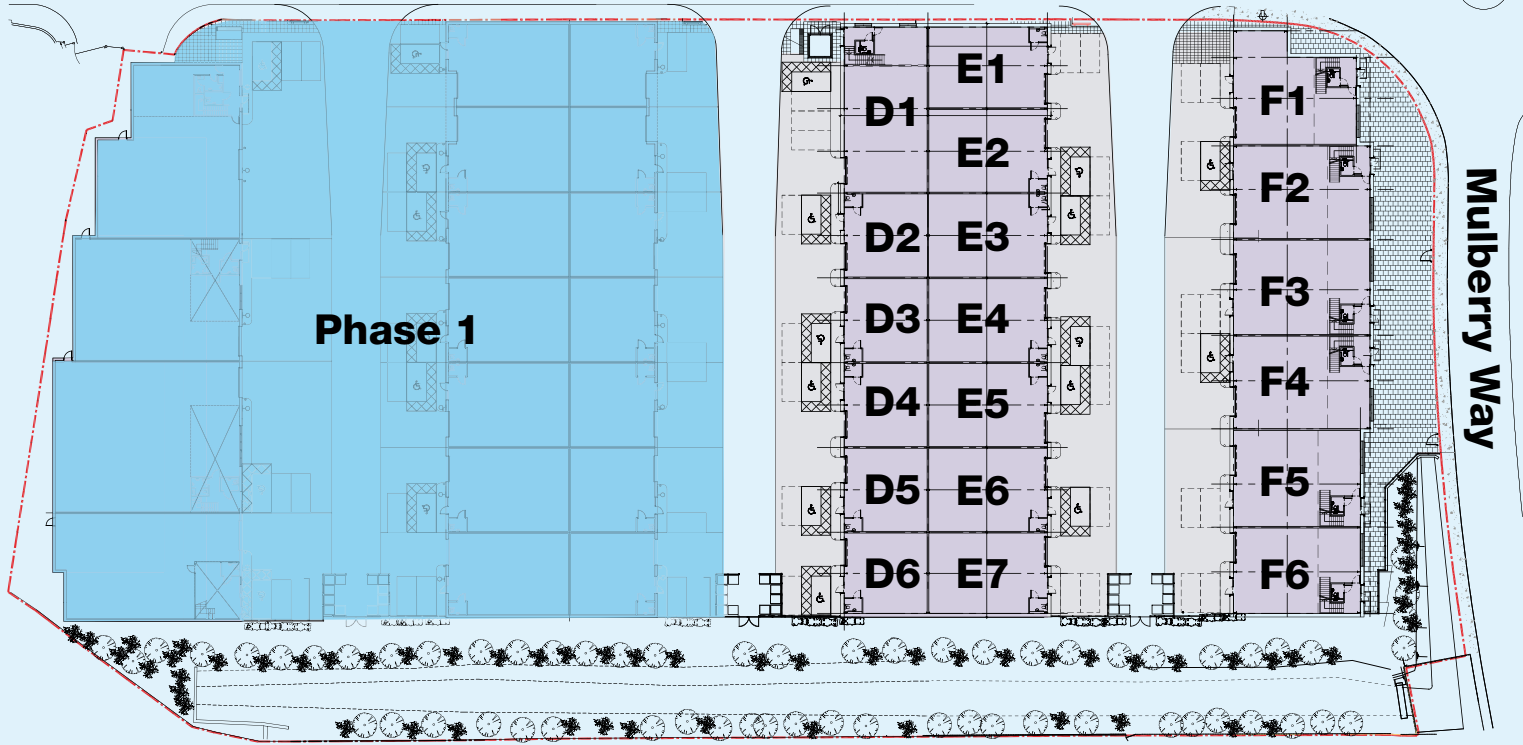 Phase 1
D1
D2
D3
D4
D5
D6
E1
E2
E3
E4
E5
E6
E7
F1
F2
F3
F4
F5
F6
Mulberry Way